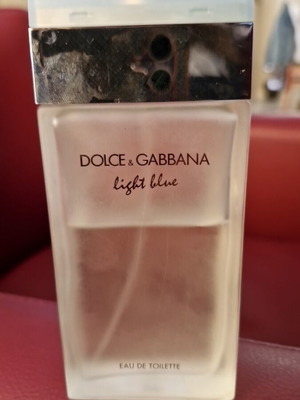 DOLCE & GABBANA
light blue
EAU DE TOILETTE